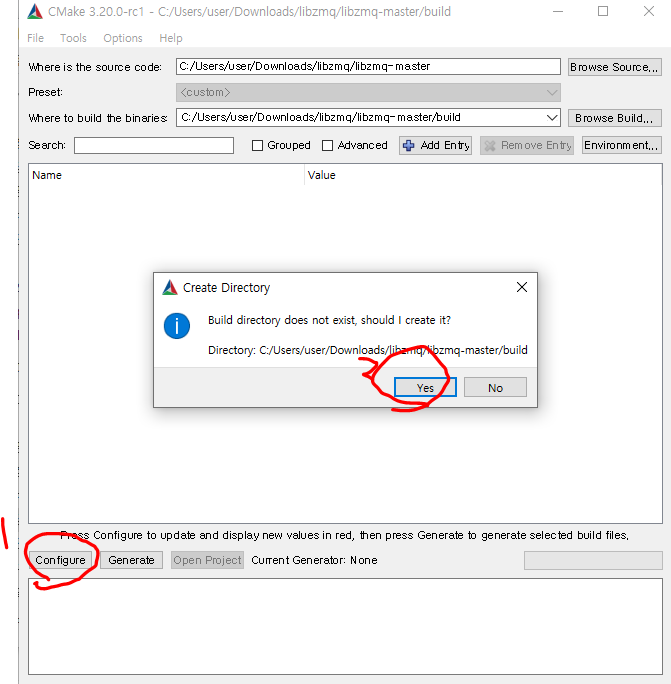 CMake 3.20.0-rc1 - C:/Users/user/Downloads/libzmq/libzmq-master/build
File Tools Options Help
Where is the source code: C:/Users/user/Downloads/libzmq/libzmq-master Browse Source...
Preset: <custom>
Where to build the binaries: C:/Users/user/Downloads/libzmq/libzmq-master/build Browse Build...
Search: Grouped Advanced Add Entry Remove Entry Environment...
Name Value
Create Directory
Build directory does not exist, should I create it?
Directory: C:/Users/user/Downloads/libzmq/libzmq-master/build
2
Yes No
1
Press Configure to update and display new values in red, then press Generate to generate selected build files.
Configure Generate Open Project Current Generator: None